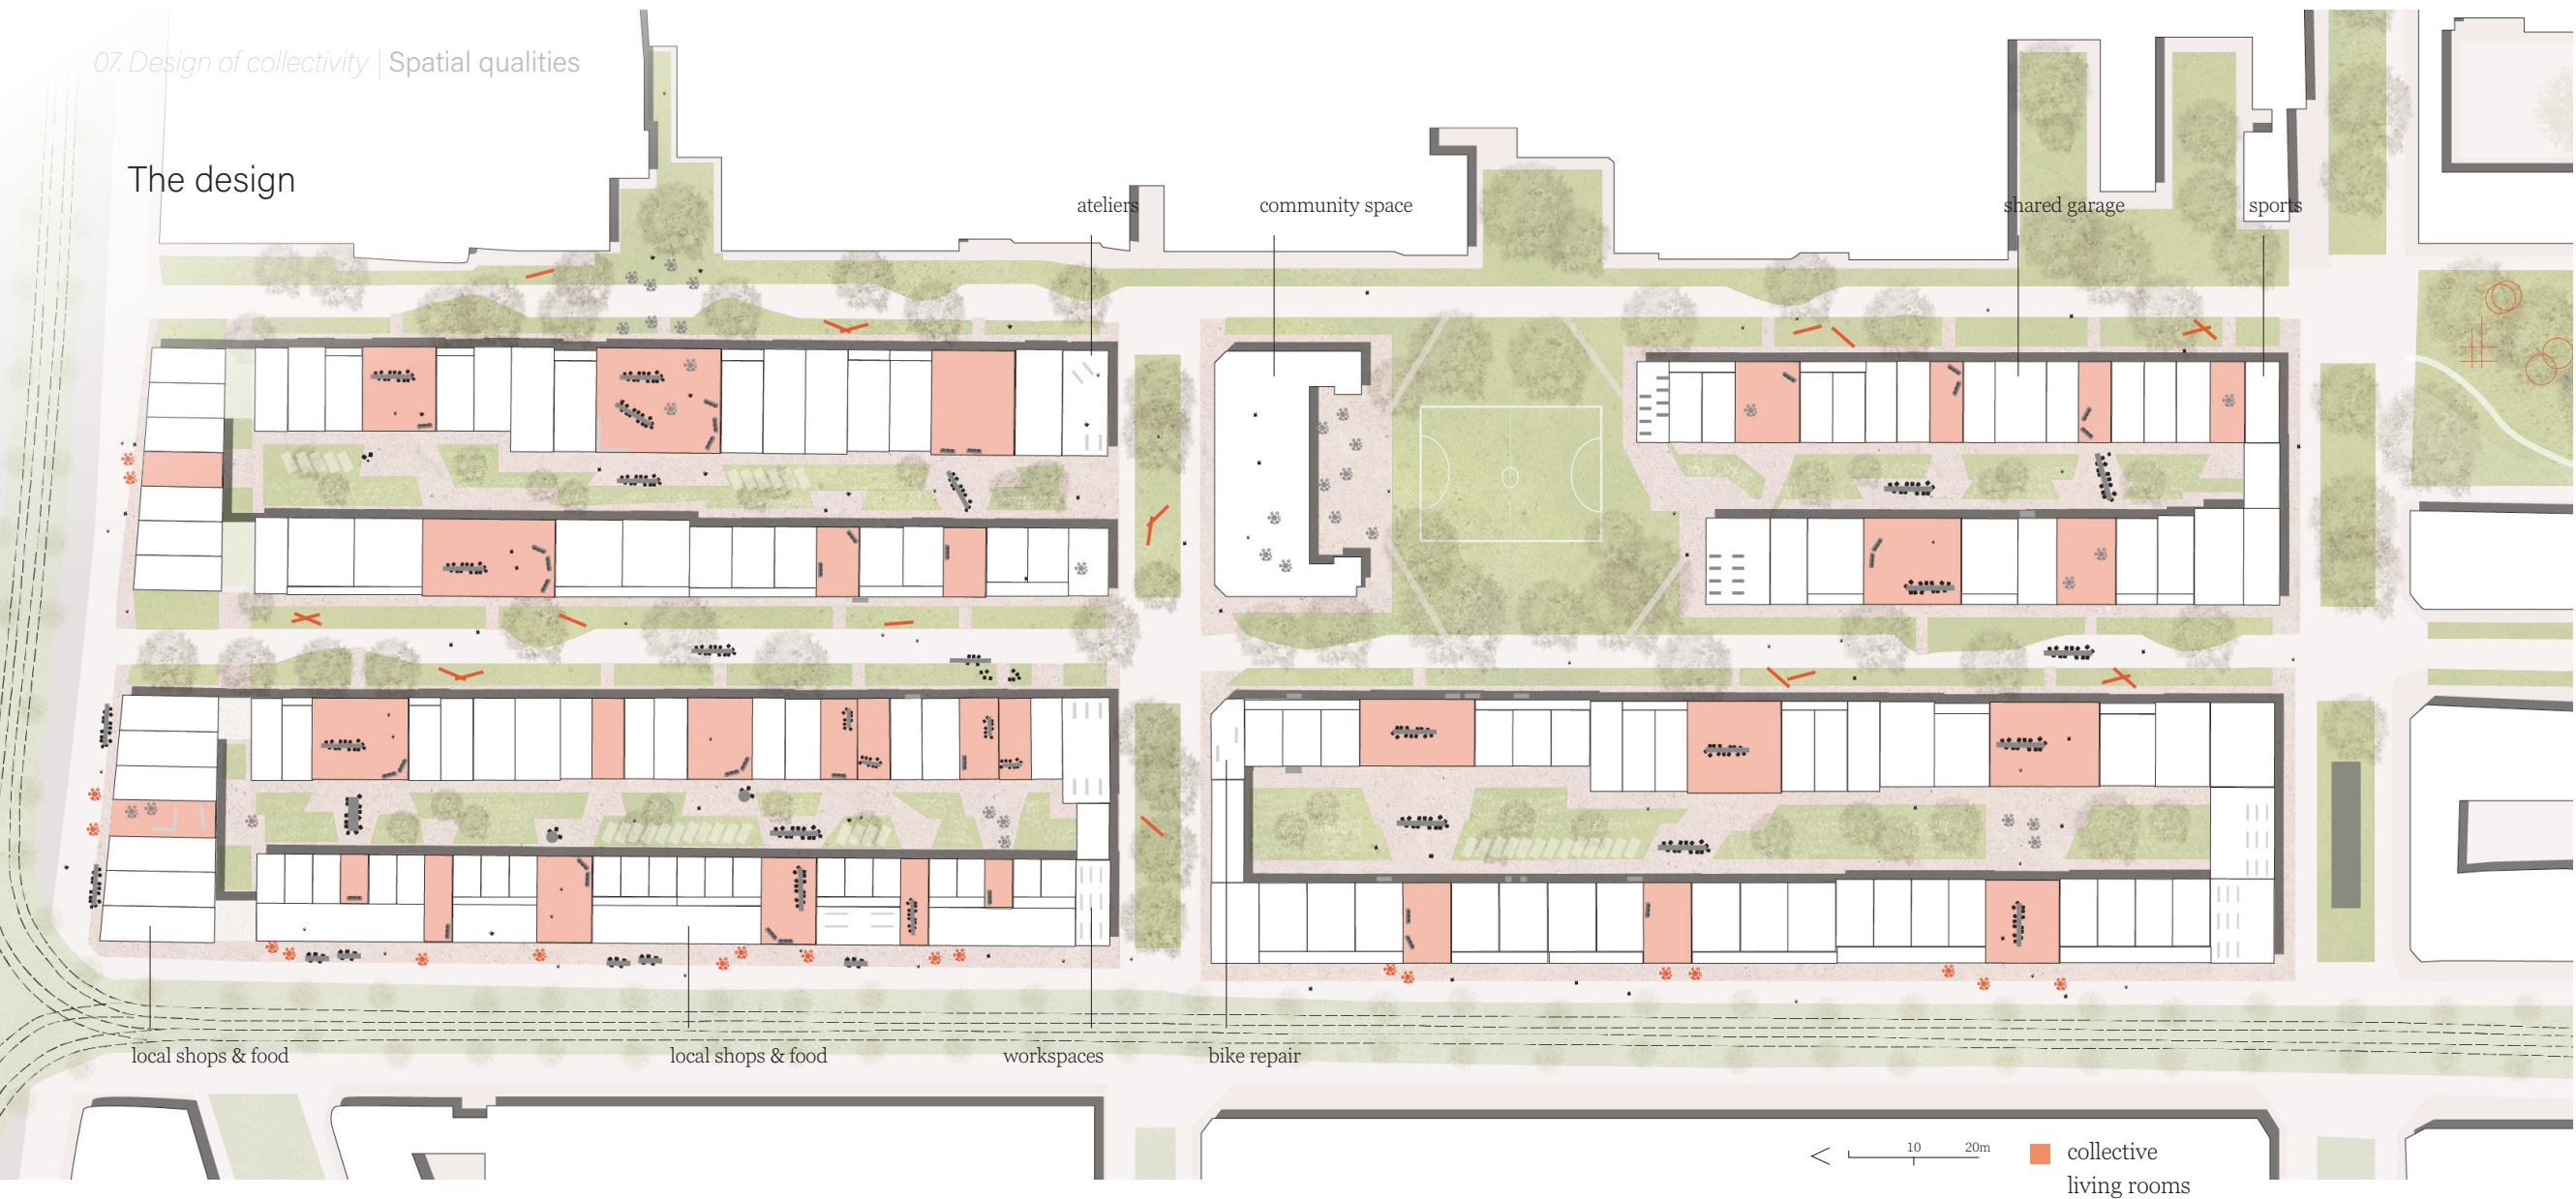 07. Design of collectivity | Spatial qualities
The design
ateliers
community space
shared garage
sports
local shops & food
local shops & food
workspaces
bike repair
<
10
20m
collective
living rooms